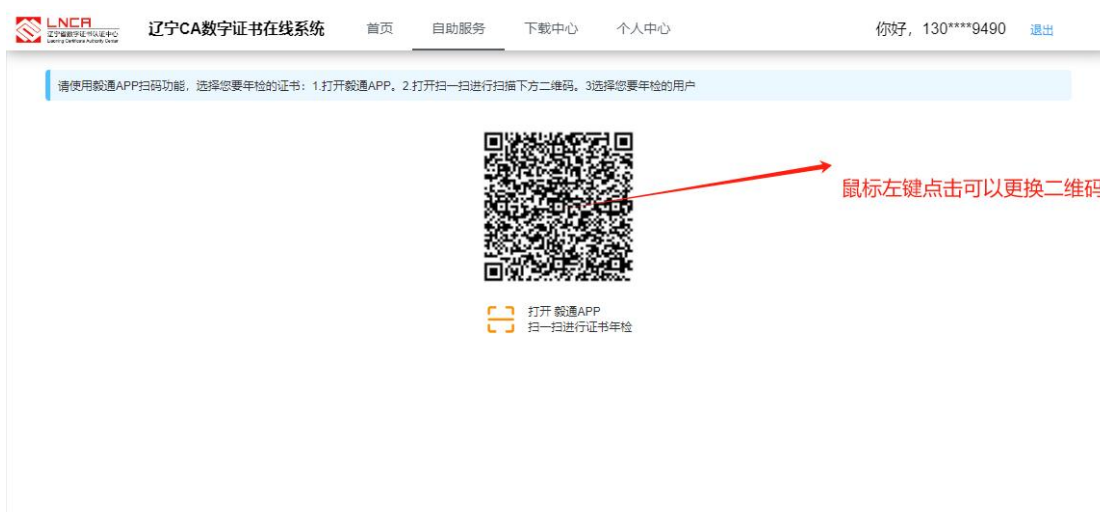 LNCA
辽宁省数字证书认证中心
Liaoning Certificate Authority Center
辽宁CA数字证书在线系统
首页
自助服务
下载中心
个人中心
你好，130****9490
退出
请使用毅通APP扫码功能，选择您要年检的证书：1.打开毅通APP。2.打开扫一扫进行扫描下方二维码。3选择您要年检的用户
鼠标左键点击可以更换二维码
打开 毅通APP
扫一扫进行证书年检